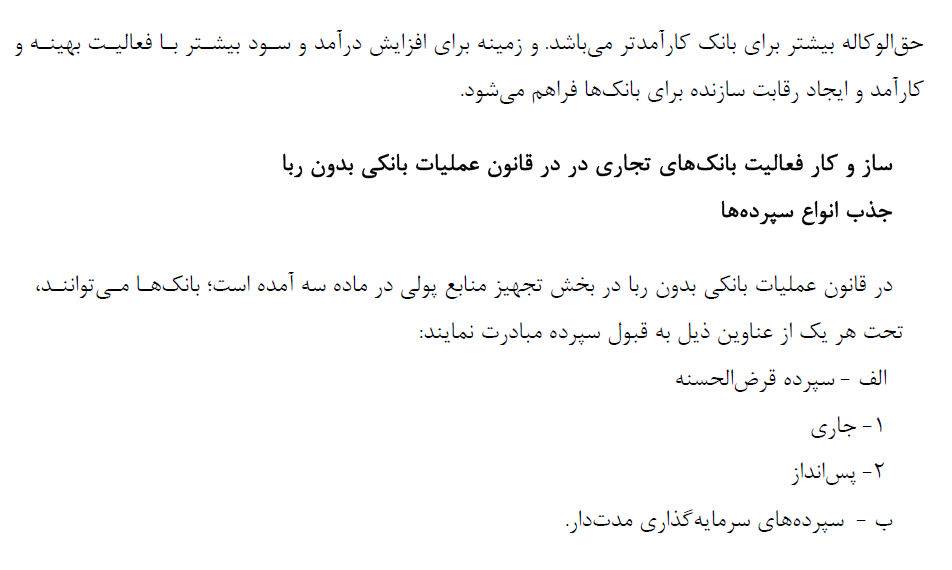 حق‌الوکاله بیشتر برای بانک کارآمدتر می‌باشد. و زمینه برای افزایش درآمد و سود بیشتر با فعالیت بهینه و
کارآمد و ایجاد رقابت سازنده برای بانک‌ها فراهم می‌شود.
ساز و کار فعالیت بانک‌های تجاری در در قانون عملیات بانکی بدون ربا
جذب انواع سپرده‌ها
در قانون عملیات بانکی بدون ربا در بخش تجهیز منابع پولی در ماده سه آمده است؛ بانک‌ها می‌توانند،
تحت هر یک از عناوین ذیل به قبول سپرده مبادرت نمایند:
الف - سپرده قرض‌الحسنه
۱- جاری
۲- پس‌انداز
ب - سپرده‌های سرمایه‌گذاری مدت‌دار.